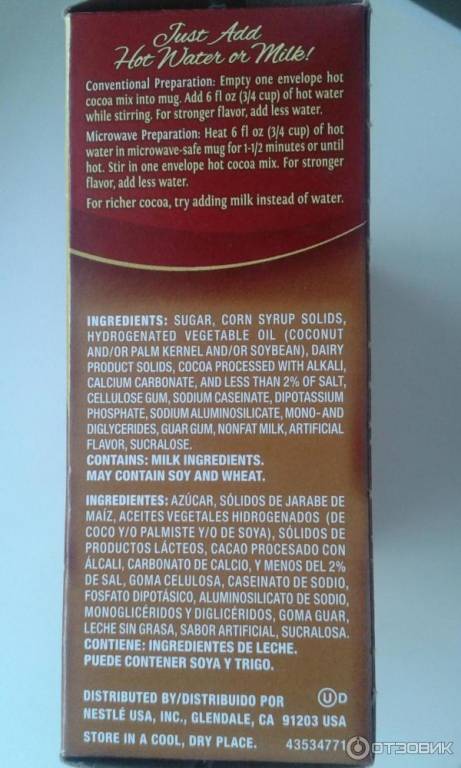 Just Add
Hot Water or Milk!
Conventional Preparation: Empty one envelope hot
cocoa mix into mug. Add 6 fl oz (3/4 cup) of hot water
while stirring. For stronger flavor, add less water.
Microwave Preparation: Heat 6 fl oz (3/4 cup) of hot
water in microwave-safe mug for 1-1/2 minutes or until
hot. Stir in one envelope hot cocoa mix. For stronger
flavor, add less water.
For richer cocoa, try adding milk instead of water.
INGREDIENTS: SUGAR, CORN SYRUP SOLIDS,
HYDROGENATED VEGETABLE OIL (COCONUT
AND/OR PALM KERNEL AND/OR SOYBEAN), DAIRY
PRODUCT SOLIDS, COCOA PROCESSED WITH ALKALI,
CALCIUM CARBONATE, AND LESS THAN 2% OF SALT,
CELLULOSE GUM, SODIUM CASEINATE, DIPOTASSIUM
PHOSPHATE, SODIUM ALUMINOSILICATE, MONO- AND
DIGLYCERIDES, GUAR GUM, NONFAT MILK, ARTIFICIAL
FLAVOR, SUCRALOSE.
CONTAINS: MILK INGREDIENTS.
MAY CONTAIN SOY AND WHEAT.
INGREDIENTES: AZÚCAR, SÓLIDOS DE JARABE DE
MAÍZ, ACEITES VEGETALES HIDROGENADOS (DE
COCO Y/O PALMISTE Y/O DE SOYA), SÓLIDOS DE
PRODUCTOS LÁCTEOS, CACAO PROCESADO CON
ÁLCALI, CARBONATO DE CALCIO, Y MENOS DEL 2%
DE SAL, GOMA CELULOSA, CASEINATO DE SODIO,
FOSFATO DIPOTÁSICO, ALUMINOSILICATO DE SODIO,
MONOGLICÉRIDOS Y DIGLICÉRIDOS, GOMA GUAR,
LECHE SIN GRASA, SABOR ARTIFICIAL, SUCRALOSA.
CONTIENE: INGREDIENTES DE LECHE.
PUEDE CONTENER SOYA Y TRIGO.
DISTRIBUTED BY/DISTRIBUIDO POR
U D
NESTLÉ USA, INC., GLENDALE, CA 91203 USA
STORE IN A COOL, DRY PLACE.
43534771
ОТЗОВИК